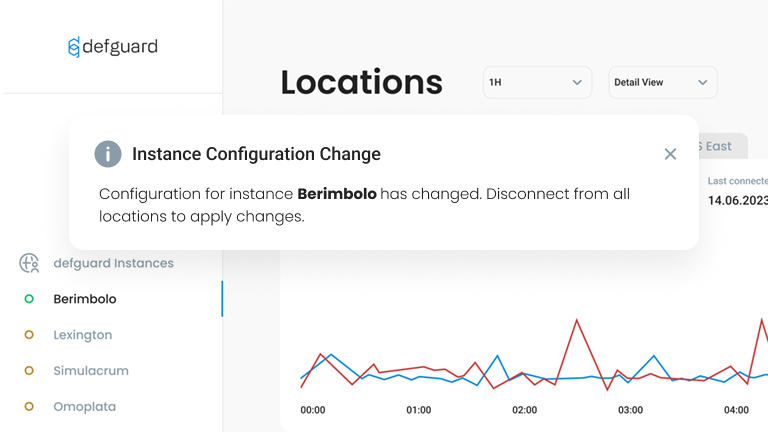 defguard
Locations
1H
Detail View
Instance Configuration Change
Configuration for instance Berimbolo has changed. Disconnect from all
locations to apply changes.
East
Last connecte
14.06.2023
defguard Instances
Berimbolo
Lexington
Simulacrum
Omoplata
00:00
01:00
02:00
03:00
04:00